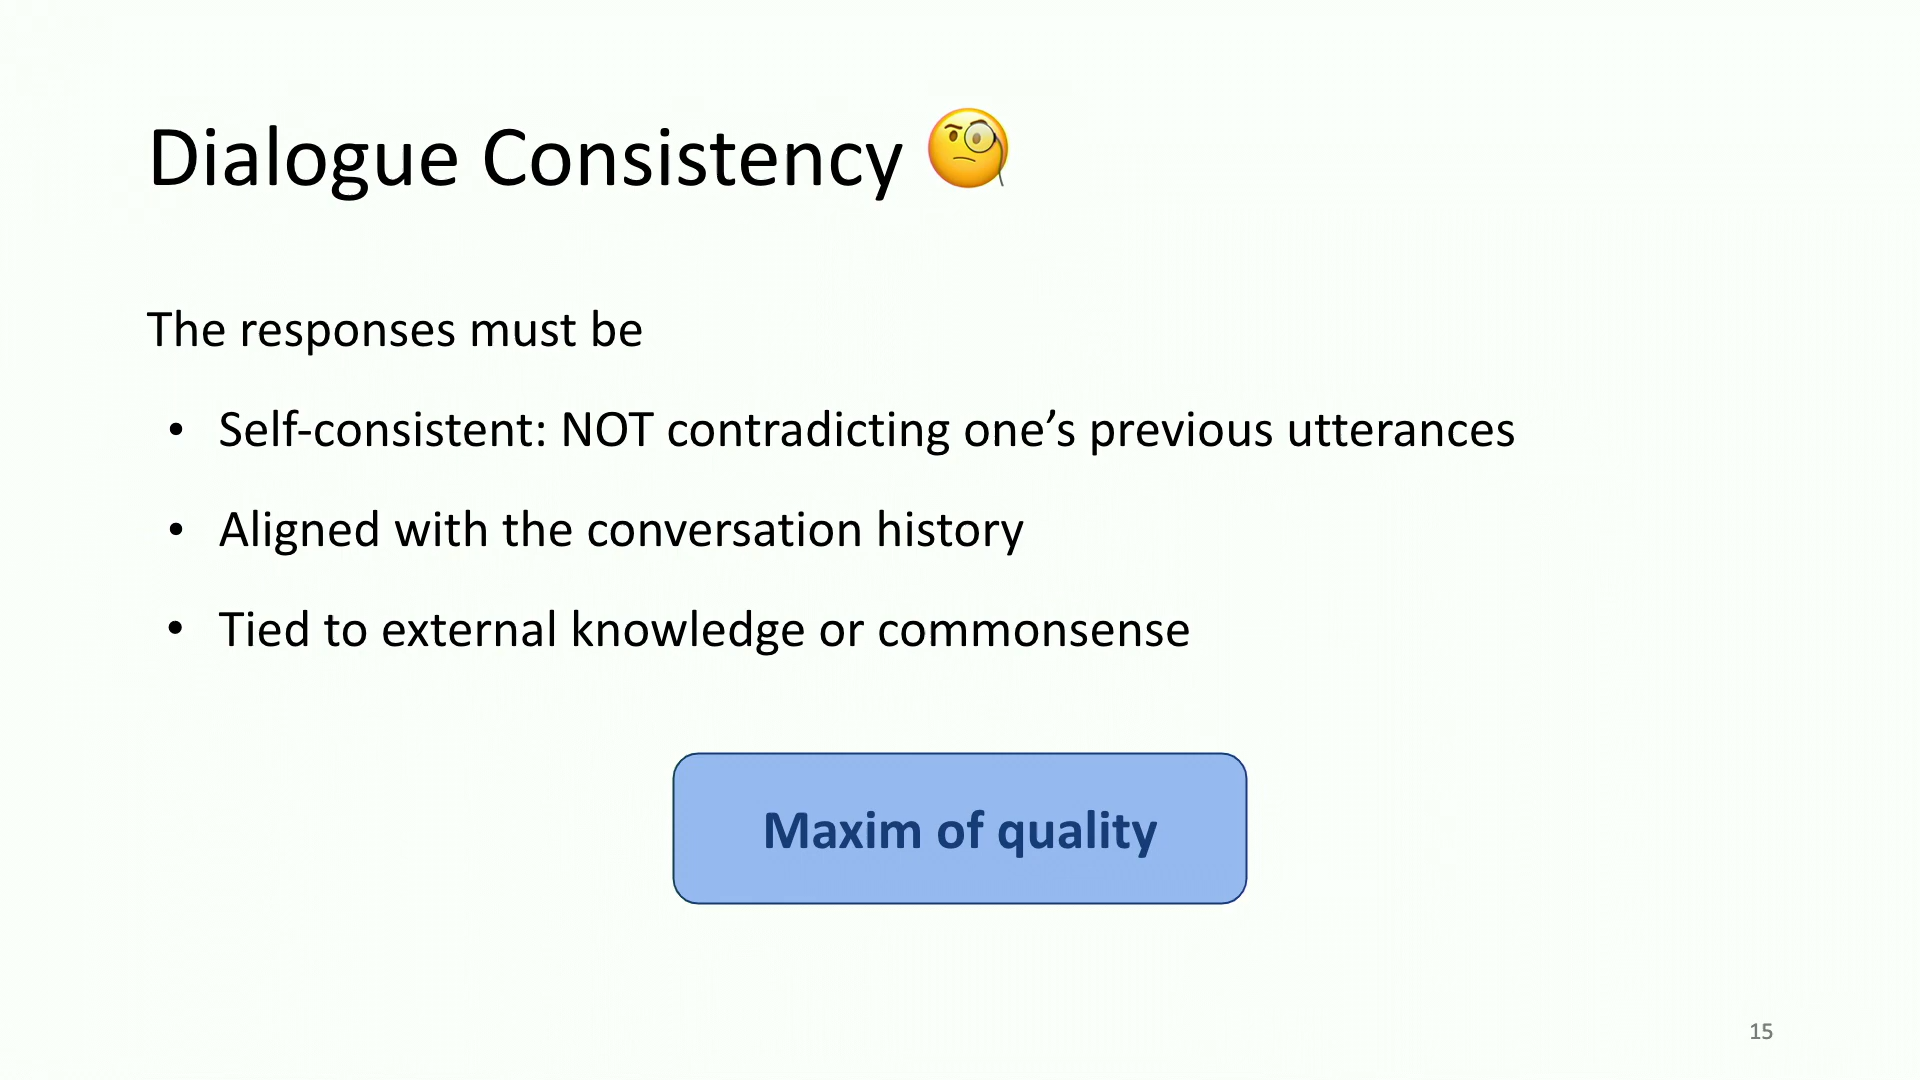 Dialogue Consistency 🧐
The responses must be
• Self-consistent: NOT contradicting one’s previous utterances
• Aligned with the conversation history
• Tied to external knowledge or commonsense
Maxim of quality
15